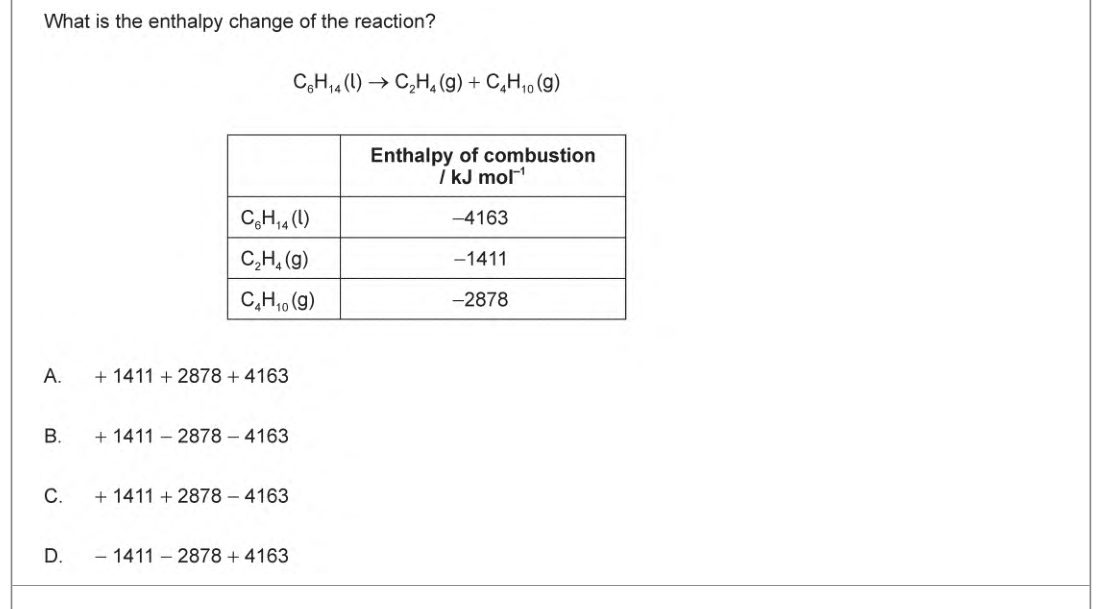 What is the enthalpy change of the reaction?
C₆H₁₄ (l) → C₂H₄ (g) + C₄H₁₀ (g)
Enthalpy of combustion
/ kJ mol⁻¹
C₆H₁₄ (l) –4163
C₂H₄ (g) –1411
C₄H₁₀ (g) –2878
A. + 1411 + 2878 + 4163
B. + 1411 – 2878 – 4163
C. + 1411 + 2878 – 4163
D. – 1411 – 2878 + 4163